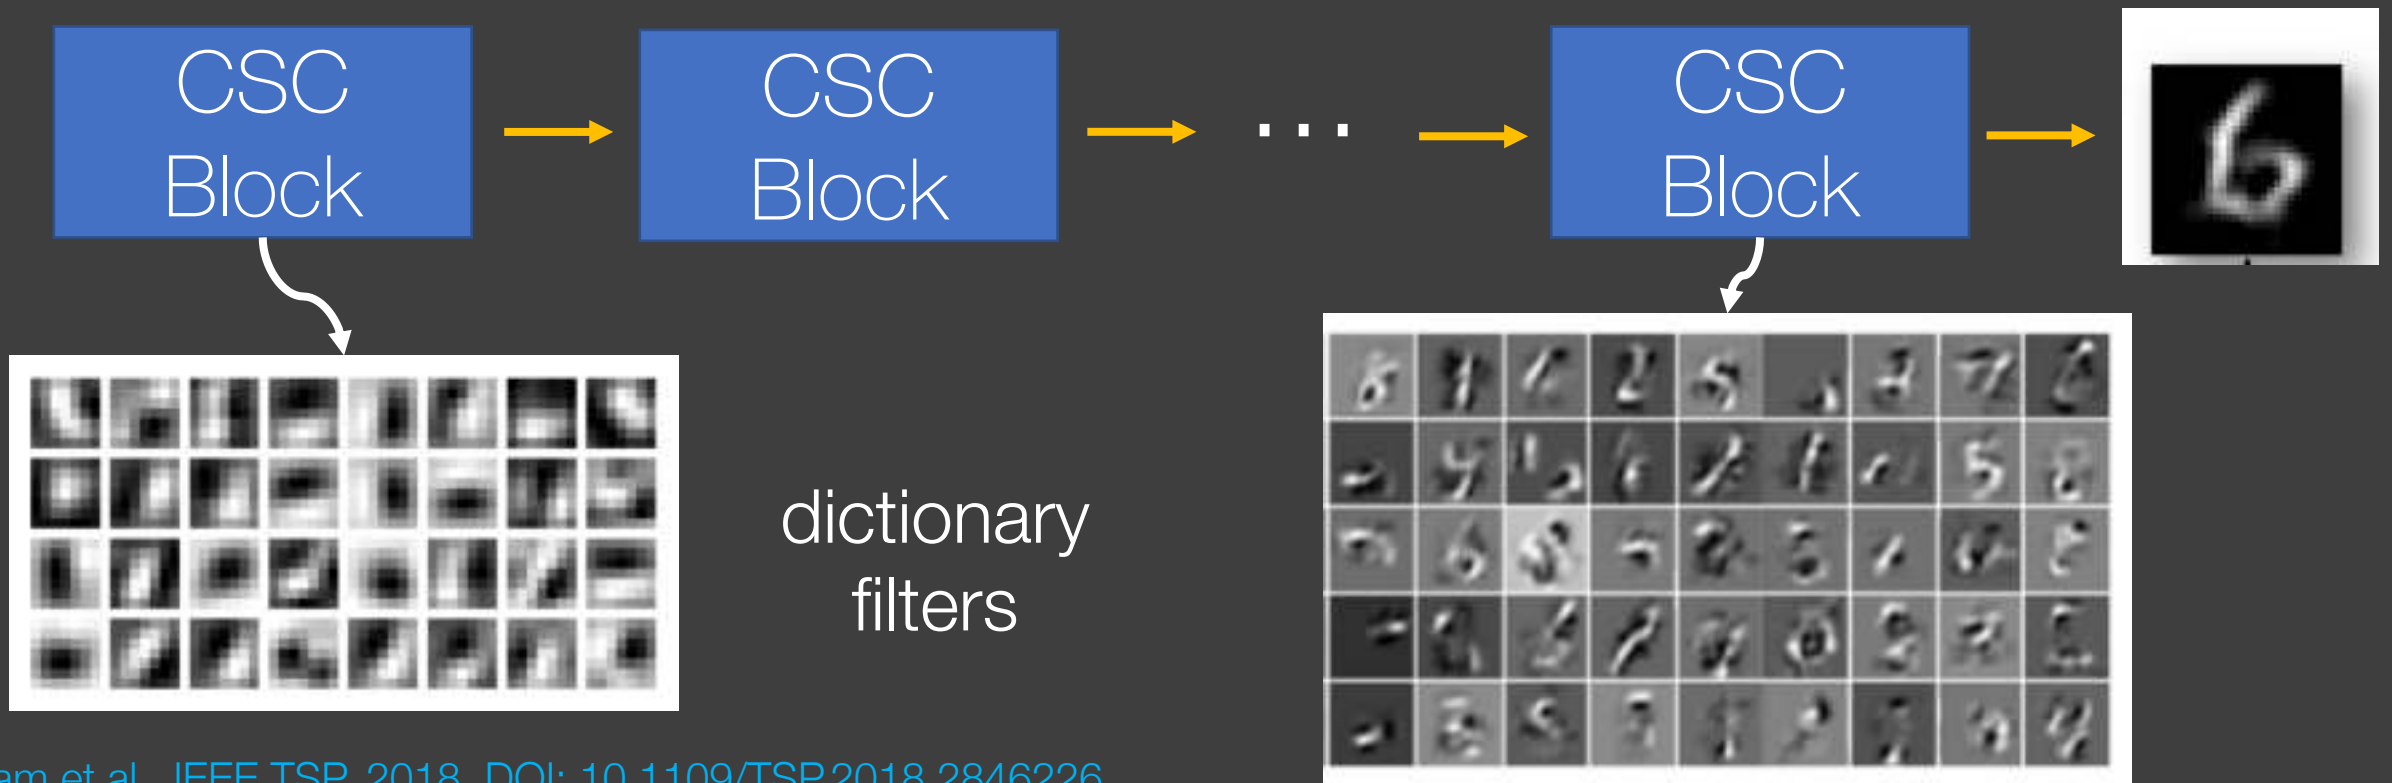 CSC
Block
CSC
Block
...
CSC
Block
dictionary
filters
et al., IEEE TSP, 2018. DOI: 10.1109/TSP.2018.2846226